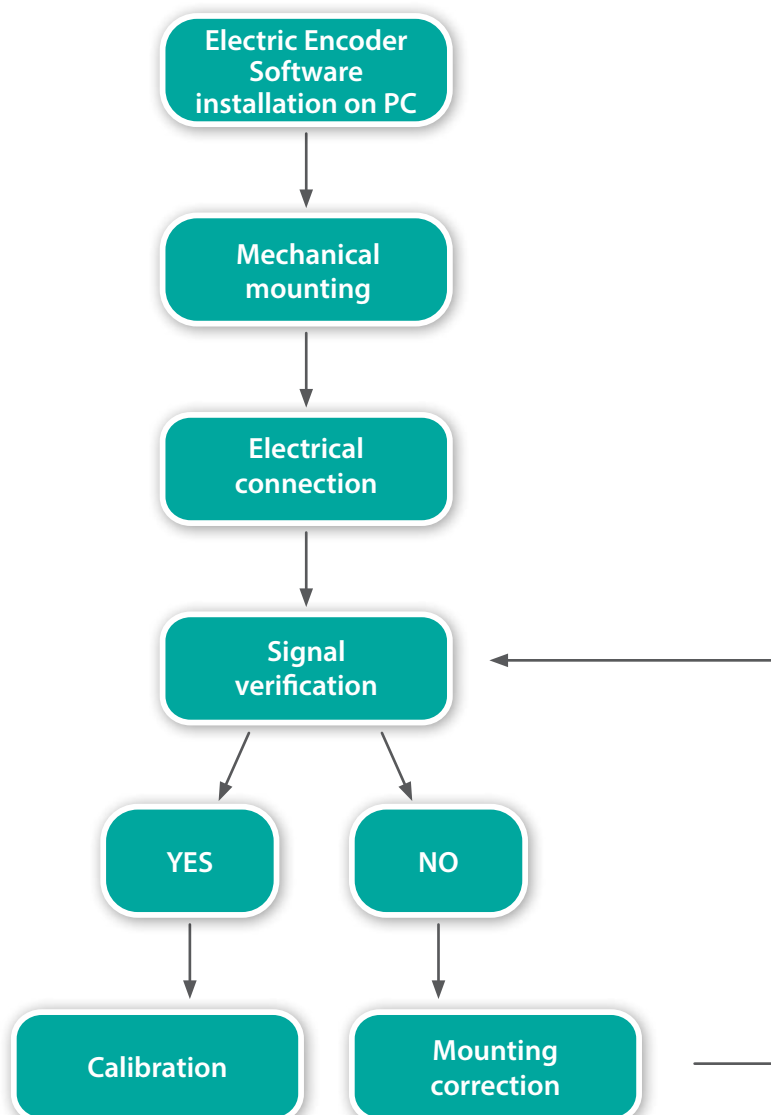 Electric Encoder
Software
installation on PC
Mechanical
mounting
Electrical
connection
Signal
verification
YES
NO
Calibration
Mounting
correction